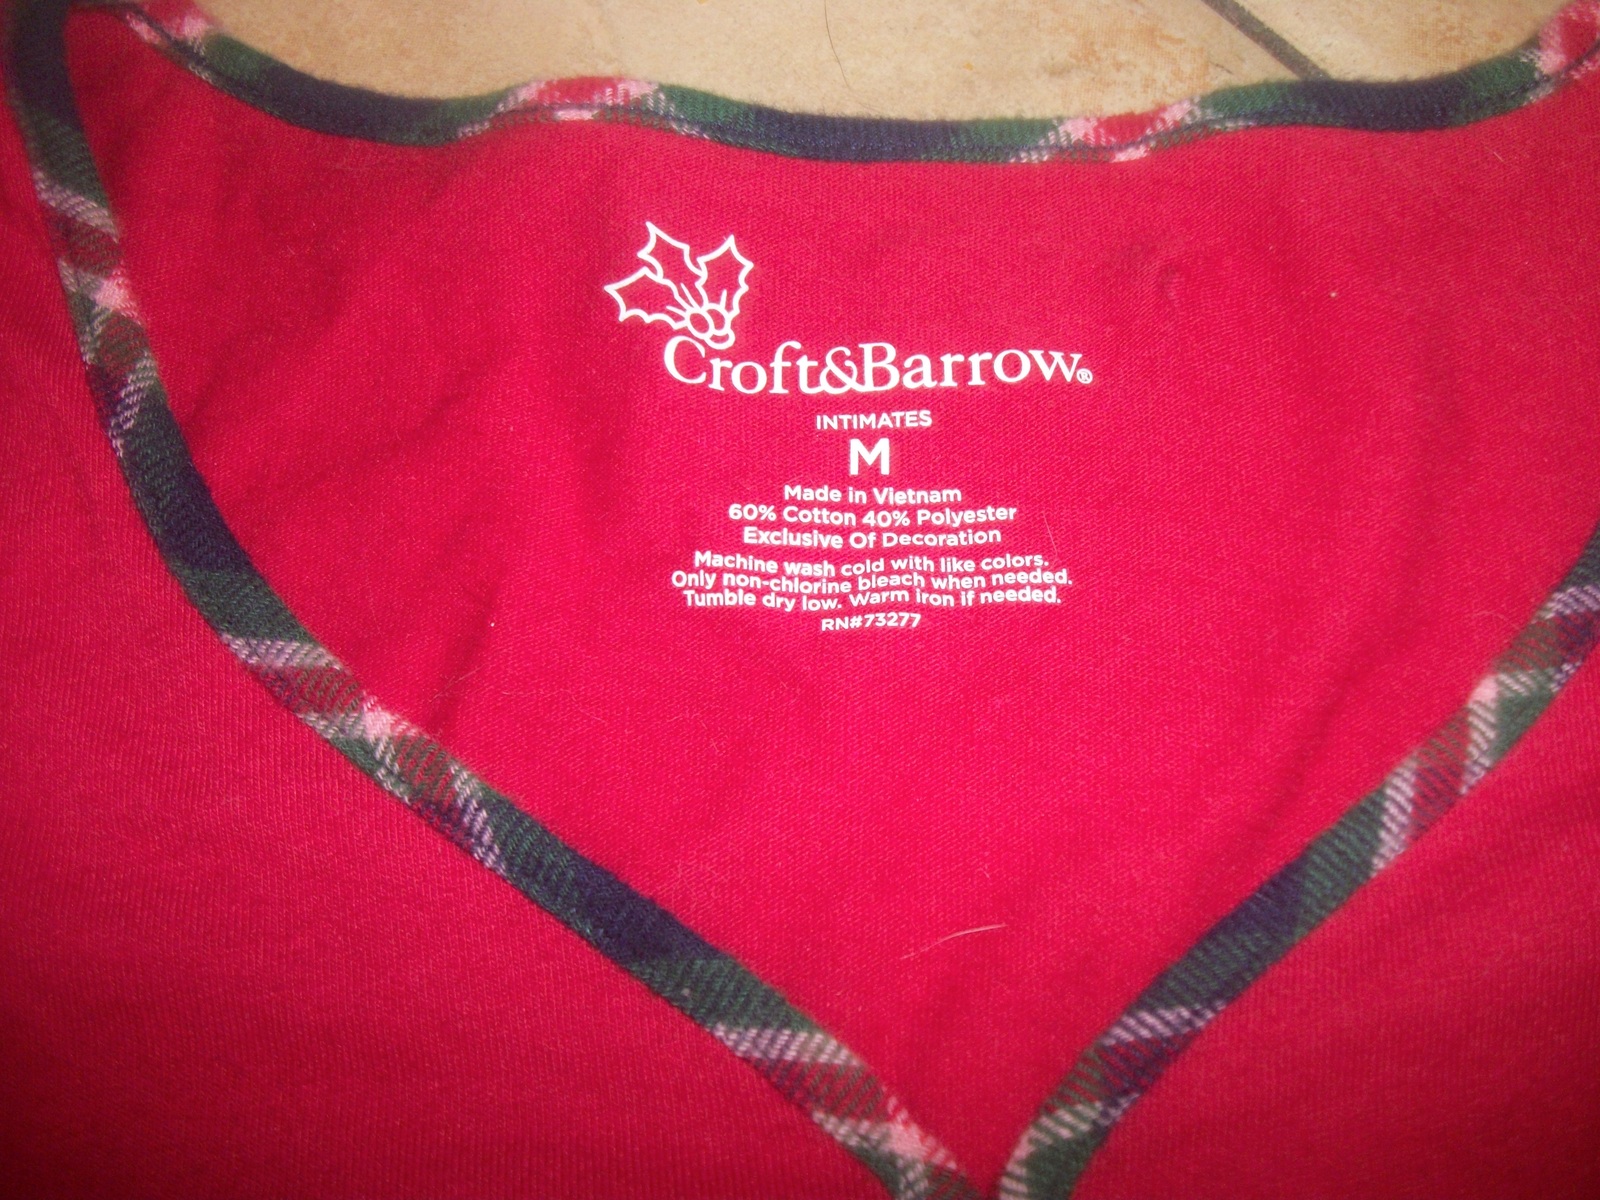 Croft&Barrow®
INTIMATES
M
Made in Vietnam
60% Cotton 40% Polyester
Exclusive Of Decoration
Machine wash cold with like colors.
Only non-chlorine bleach when needed.
Tumble dry low. Warm iron if needed.
RN#73277